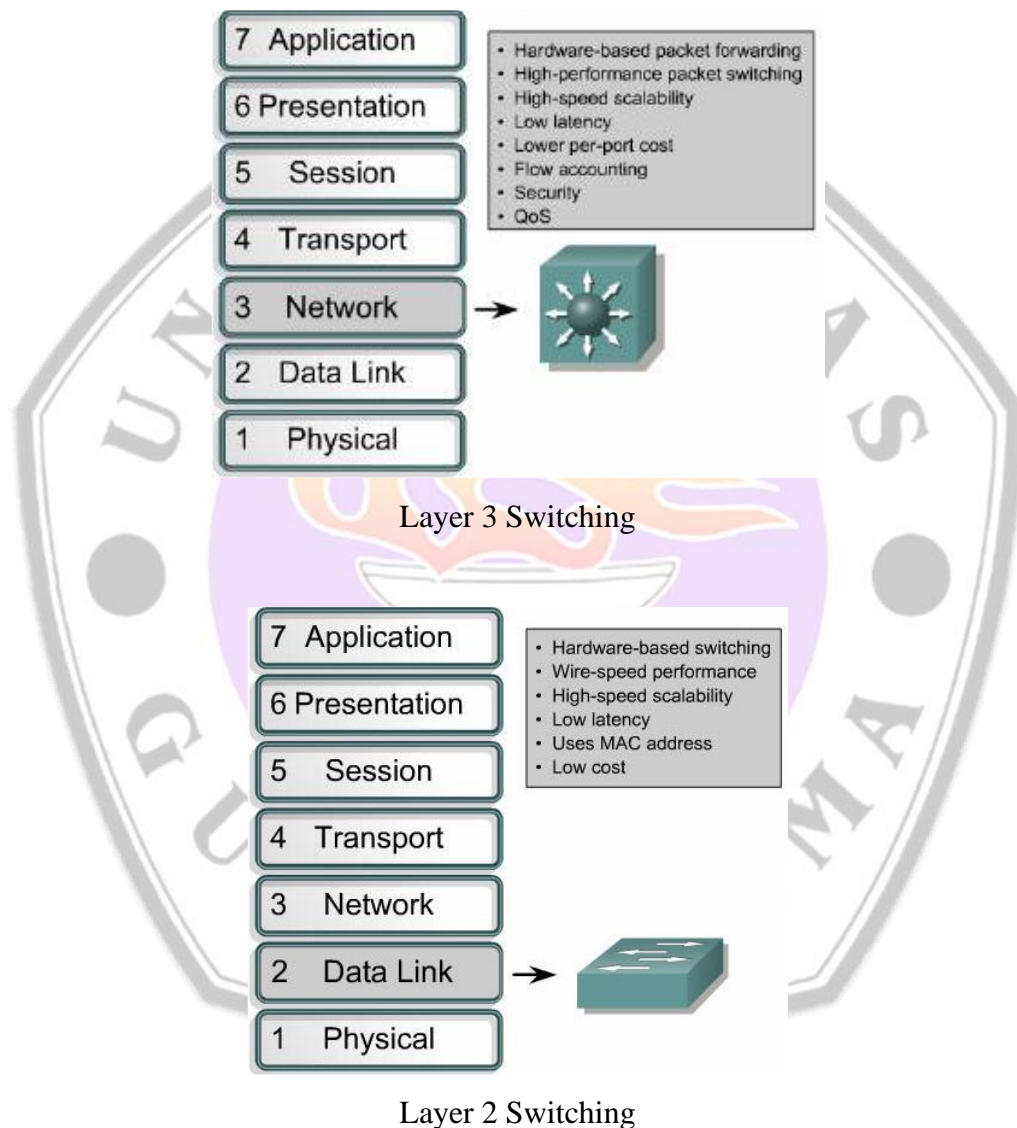 7 Application
6 Presentation
5 Session
4 Transport
3 Network
2 Data Link
1 Physical
• Hardware-based packet forwarding
• High-performance packet switching
• High-speed scalability
• Low latency
• Lower per-port cost
• Flow accounting
• Security
• QoS
Layer 3 Switching
7 Application
6 Presentation
5 Session
4 Transport
3 Network
2 Data Link
1 Physical
• Hardware-based switching
• Wire-speed performance
• High-speed scalability
• Low latency
• Uses MAC address
• Low cost
Layer 2 Switching